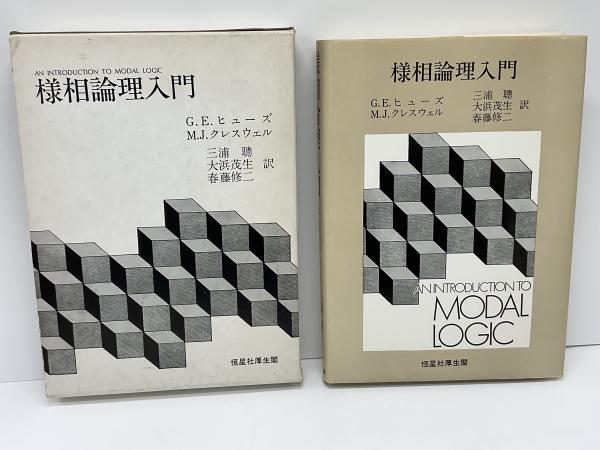 AN INTRODUCTION TO MODAL LOGIC
様相論理入門
G.E.ヒューズ
M.J.クレスウェル
三浦 聰
大浜茂生 訳
春藤修二
恒星社厚生閣
様相論理入門
G.E.ヒューズ
M.J.クレスウェル
三浦 聰
大浜茂生 訳
春藤修二
AN INTRODUCTION TO
MODAL
LOGIC
恒星社厚生閣